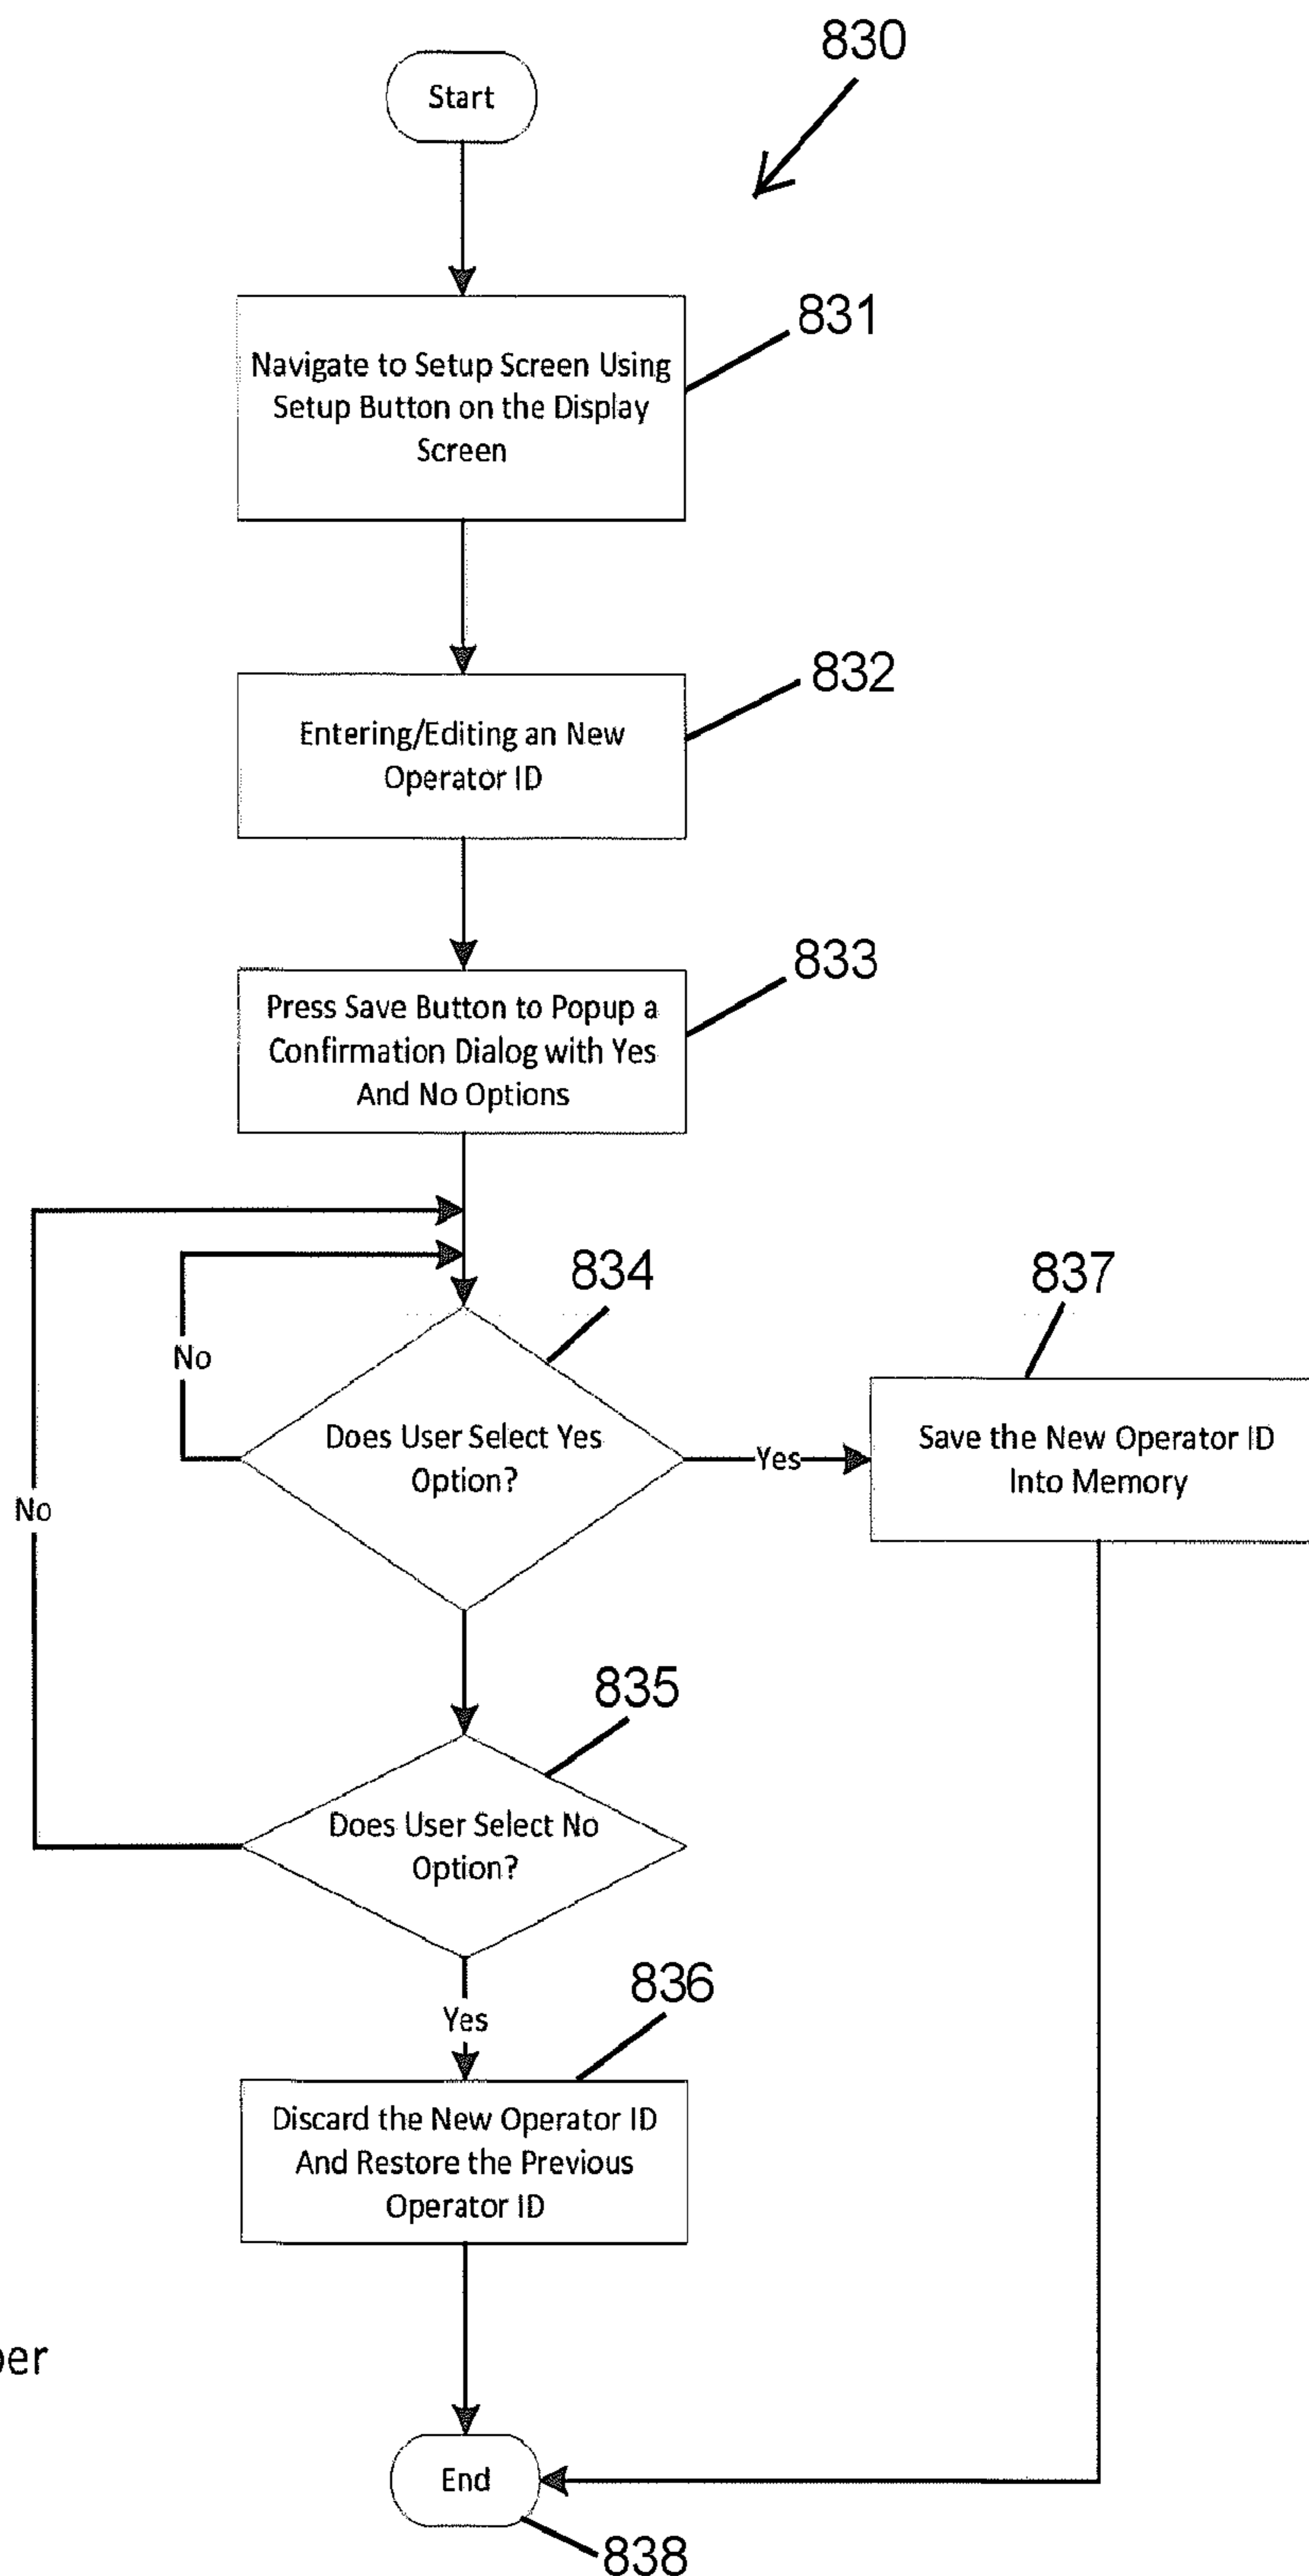 830
Start
831
Navigate to Setup Screen Using
Setup Button on the Display
Screen
832
Entering/Editing an New
Operator ID
833
Press Save Button to Popup a
Confirmation Dialog with Yes
And No Options
834
837
No
Does User Select Yes
Option?
Yes
Save the New Operator ID
Into Memory
No
835
Does User Select No
Option?
836
Yes
Discard the New Operator ID
And Restore the Previous
Operator ID
End
838